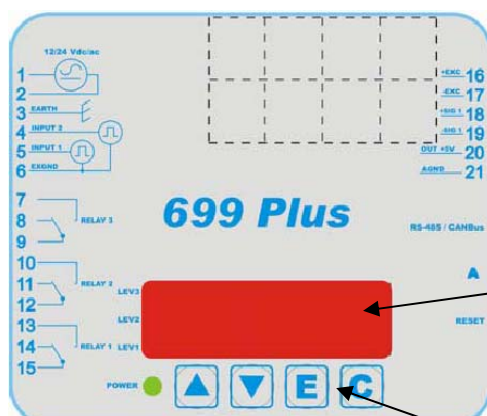 12/24 Vdc/ac
1
2
3 EARTH
4 INPUT 2
5 INPUT 1
6 EXGND
7
8 RELAY 3
9
10
11 RELAY 2
12
13
14 RELAY 1
15
+EXC 16
-EXC 17
+SIG 1 18
-SIG 1 19
OUT +5V 20
AGND 21
699 Plus
RS-485 / CANBus
A
RESET
LEV3
LEV2
LEV1
POWER
E
C